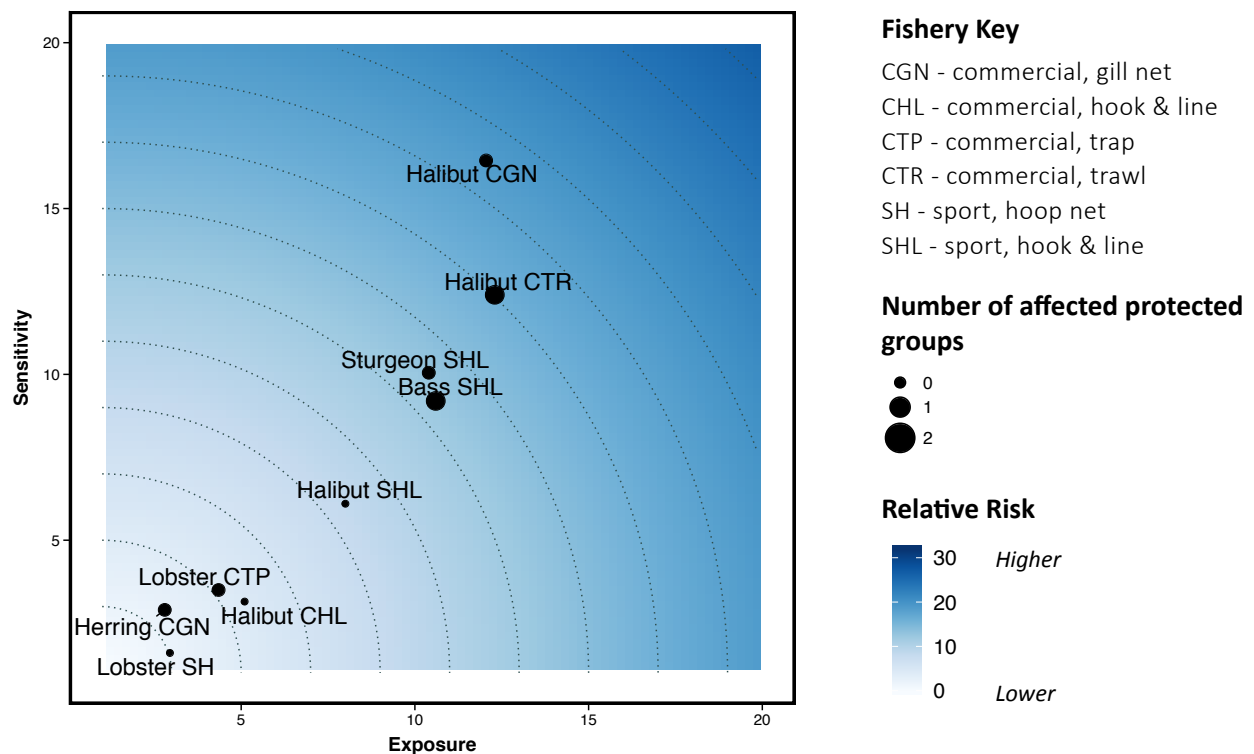 20
15
10
5
Sensitivity
Halibut CGN
Halibut CTR
Sturgeon SHL
Bass SHL
Halibut SHL
Lobster CTP
Halibut CHL
Herring CGN
Lobster SH
5
10
15
20
Exposure
Fishery Key
CGN - commercial, gill net
CHL - commercial, hook & line
CTP - commercial, trap
CTR - commercial, trawl
SH - sport, hoop net
SHL - sport, hook & line
Number of affected protected
groups
0
1
2
Relative Risk
30 Higher
20
10
0 Lower